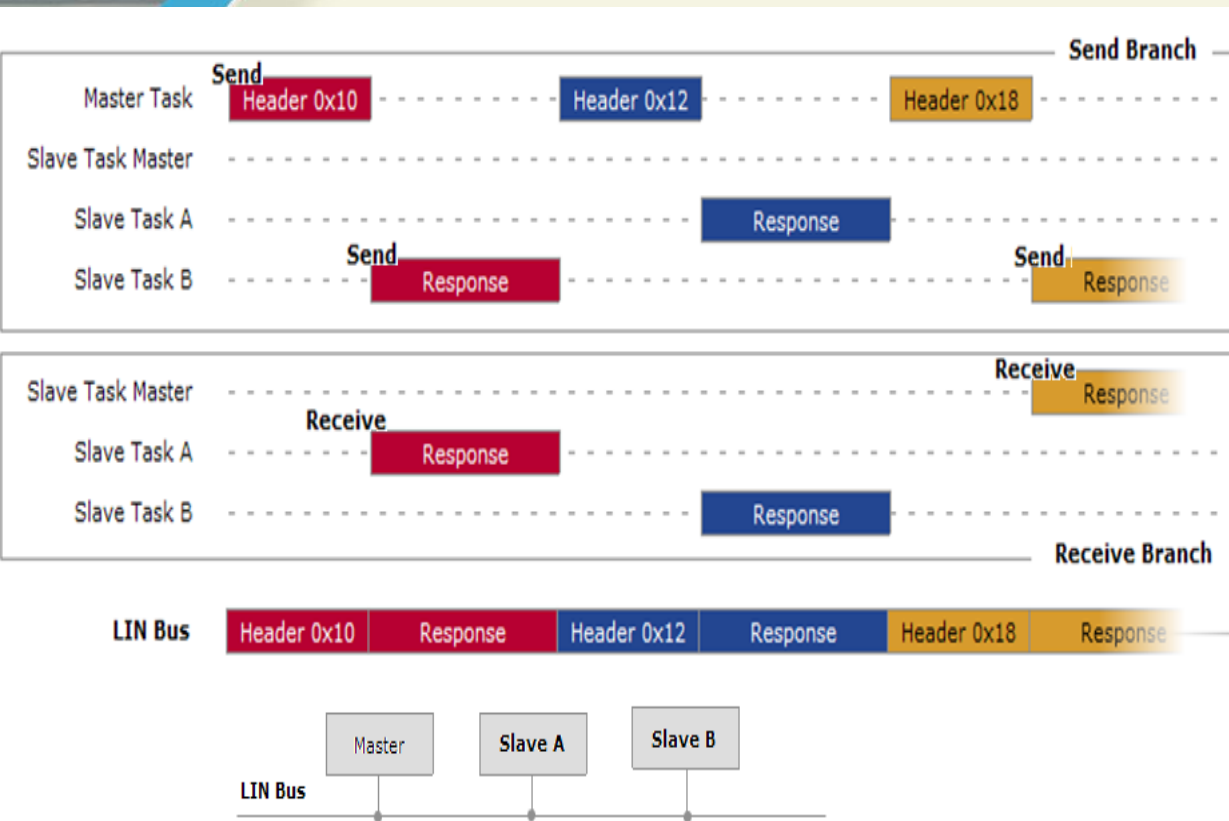 Send Branch
Send
Master Task Header 0x10 Header 0x12 Header 0x18
Slave Task Master
Slave Task A Response
Send Send
Slave Task B Response Response
Receive
Slave Task Master Response
Receive
Slave Task A Response
Slave Task B Response
Receive Branch
LIN Bus Header 0x10 Response Header 0x12 Response Header 0x18 Response
Master Slave A Slave B
LIN Bus